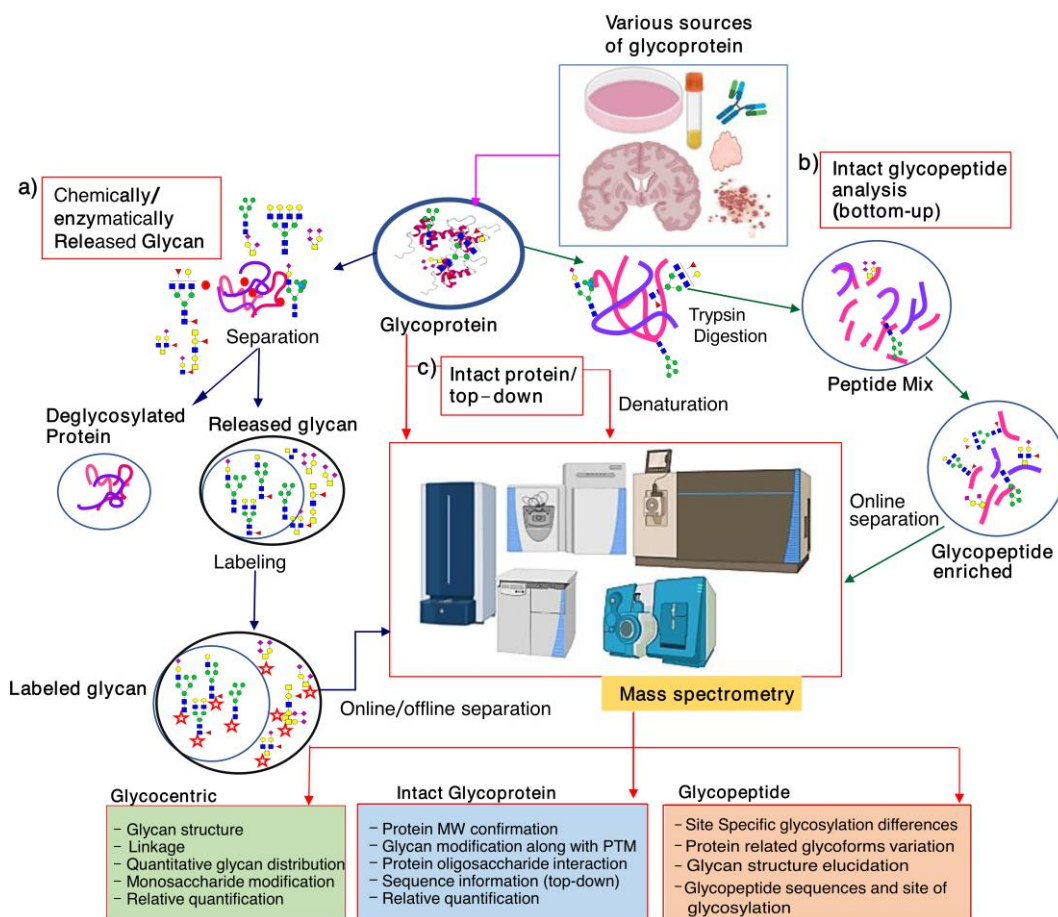 Various sources
of glycoprotein
a)
Chemically/
enzymatically
Released Glycan
b)
Intact glycopeptide
analysis
(bottom-up)
Separation
Glycoprotein
Trypsin
Digestion
Peptide Mix
c)
Intact protein/
top-down
Denaturation
Deglycosylated
Protein
Released glycan
Labeling
Online
separation
Glycopeptide
enriched
Labeled glycan
Online/offline separation
Mass spectrometry
Glycocentric
- Glycan structure
- Linkage
- Quantitative glycan distribution
- Monosaccharide modification
- Relative quantification
Intact Glycoprotein
- Protein MW confirmation
- Glycan modification along with PTM
- Protein oligosaccharide interaction
- Sequence information (top-down)
- Relative quantification
Glycopeptide
- Site Specific glycosylation differences
- Protein related glycoforms variation
- Glycan structure elucidation
- Glycopeptide sequences and site of
glycosylation